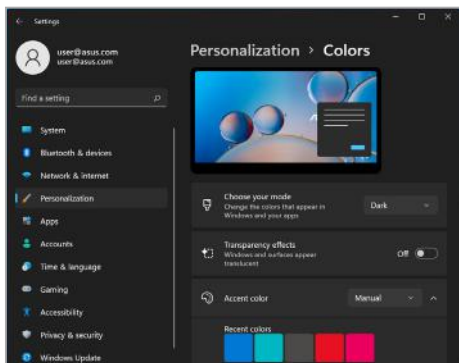 Settings
user@asus.com
user@asus.com
Find a setting
System
Bluetooth & devices
Network & internet
Personalization
Apps
Accounts
Time & language
Gaming
Accessibility
Privacy & security
Windows Update
Personalization > Colors
Choose your mode
Change the colors that appear in
Windows and your apps
Dark
Transparency effects
Windows and surfaces appear
translucent
Off
Accent color
Manual
Recent colors